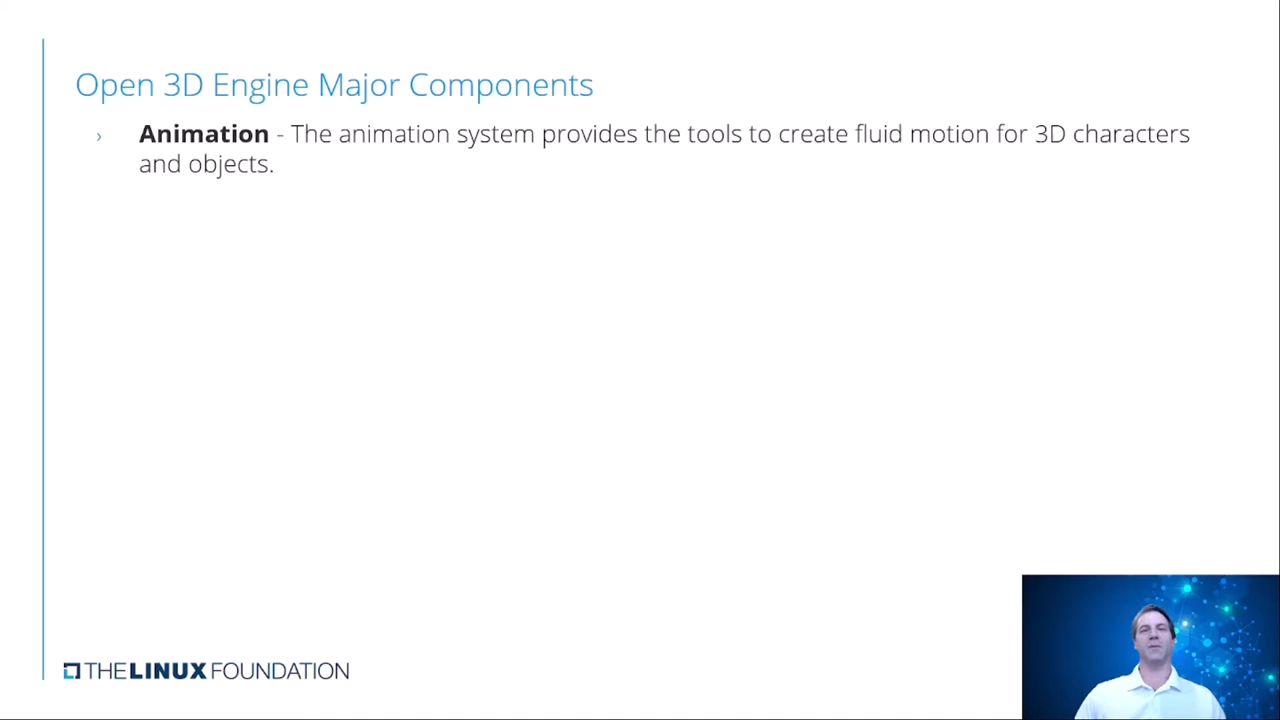 Open 3D Engine Major Components
› Animation - The animation system provides the tools to create fluid motion for 3D characters
and objects.
THE LINUX FOUNDATION